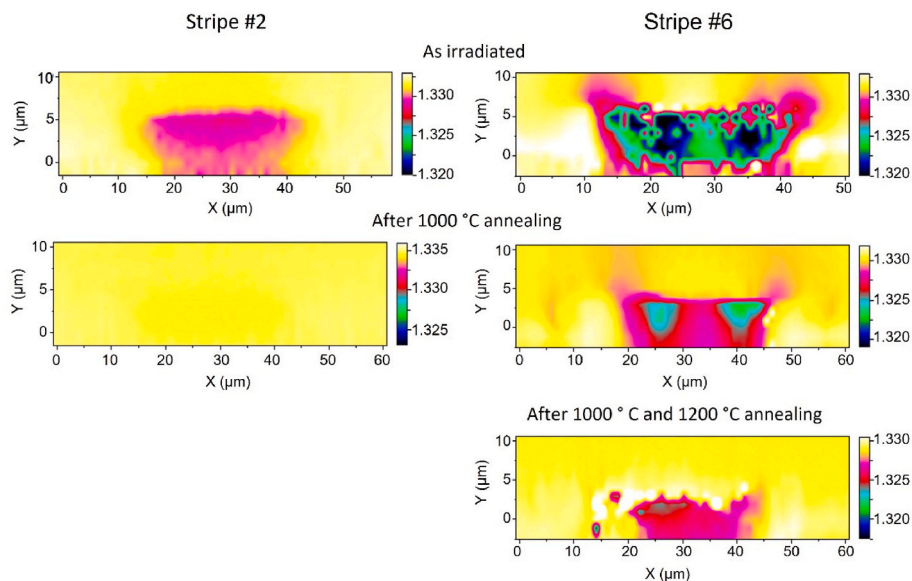 Stripe #2
Stripe #6
As irradiated
10
5
0
Y (µm)
0 10 20 30 40 50
X (µm)
1.330
1.325
1.320
10
5
0
Y (µm)
0 10 20 30 40 50
X (µm)
1.330
1.325
1.320
After 1000 °C annealing
10
5
0
Y (µm)
0 10 20 30 40 50 60
X (µm)
1.335
1.330
1.325
1.323
10
5
0
Y (µm)
0 10 20 30 40 50 60
X (µm)
1.330
1.325
1.320
After 1000 ° C and 1200 °C annealing
10
5
0
Y (µm)
0 10 20 30 40 50 60
X (µm)
1.330
1.325
1.320